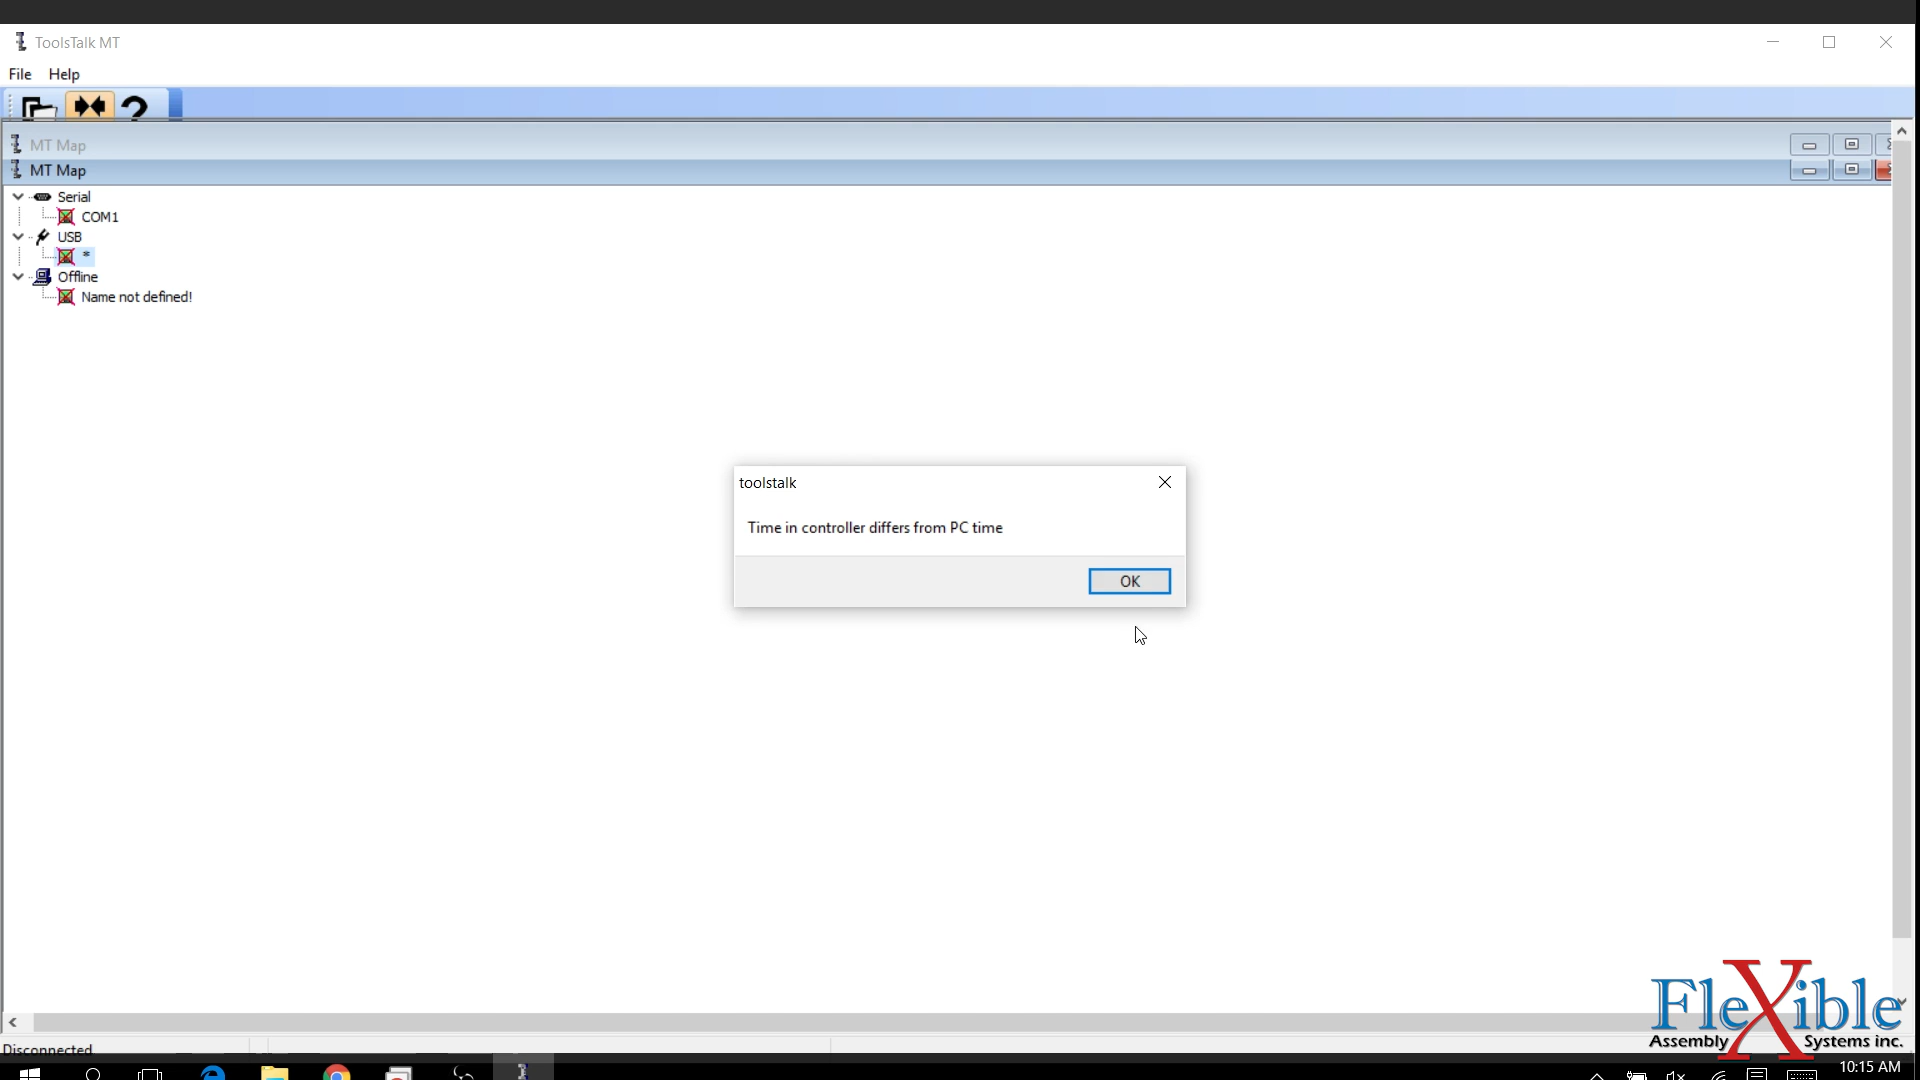 ToolsTalk MT
File Help
MT Map
MT Map
Serial
COM1
USB
*
Offline
Name not defined!
toolstalk
Time in controller differs from PC time
OK
Flexible
Assembly Systems inc.
Disconnected
10:15 AM